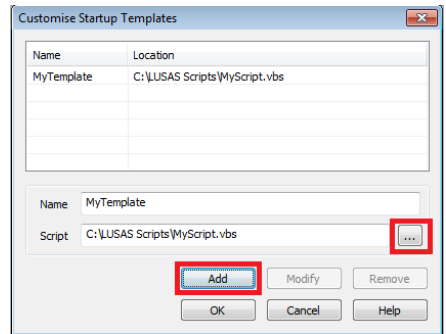 Customise Startup Templates
Name Location
MyTemplate C:\LUSAS Scripts\MyScript.vbs
Name MyTemplate
Script C:\LUSAS Scripts\MyScript.vbs ...
Add Modify Remove
OK Cancel Help